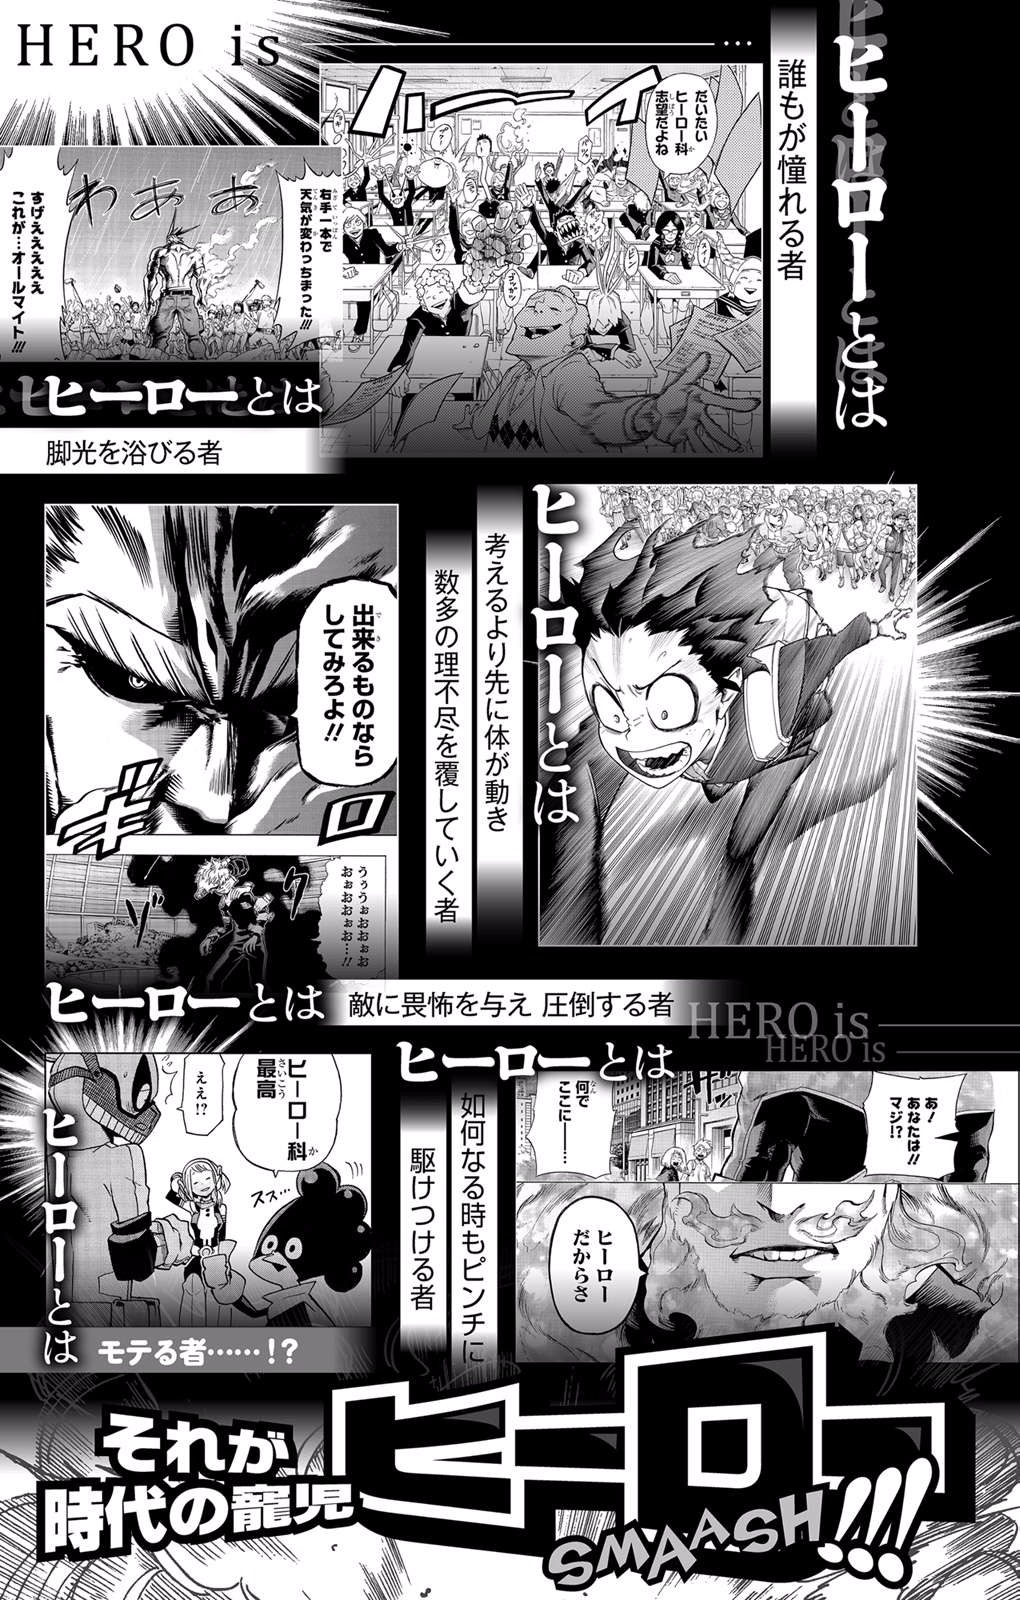 HERO is…
ヒーローとは
誰もが憧れる者
ハーーイ
だいたい
ヒーロー科
志望だよね
わあああ
右手一本で
天気が変わっちまった!!!
すげえええええ
これが…オールマイト!!!
ヒーローとは
脚光を浴びる者
ヒーローとは
考えるより先に体が動き
数多の理不尽を覆していく者
出来るものなら
してみろよ!!
ギロ
うぅうぉおぉぉ
おぉおおぉお…!!
ヒーローとは
敵に畏怖を与え 圧倒する者
HERO is
HERO is
ヒーローとは
如何なる時もピンチに
駆けつける者
あ!
あなたは!!
マジ!?
何で
ここに――
ヒーロー
だからさ
ヒーロー科
最高
ええ!?
スス…
ヒーローとは
モテる者……!?
それが
時代の寵児
ヒーロー
SMAASH!!!